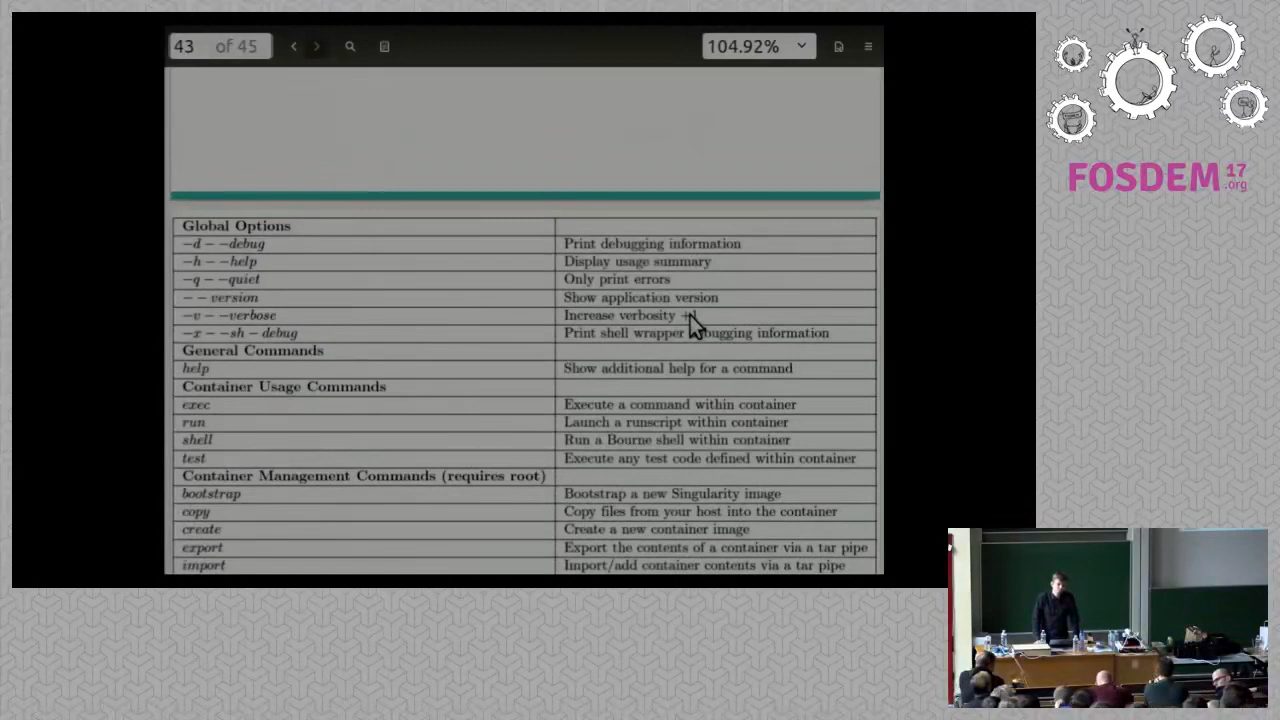 43 of 45
104.92%
FOSDEM 17
.org
Global Options
-d - -debug Print debugging information
-h - -help Display usage summary
-q - -quiet Only print errors
- - version Show application version
-v - -verbose Increase verbosity
-x - -sh - debug Print shell wrapper debugging information
General Commands
help Show additional help for a command
Container Usage Commands
exec Execute a command within container
run Launch a runscript within container
shell Run a Bourne shell within container
test Execute any test code defined within container
Container Management Commands (requires root)
bootstrap Bootstrap a new Singularity image
copy Copy files from your host into the container
create Create a new container image
export Export the contents of a container via a tar pipe
import Import/add container contents via a tar pipe